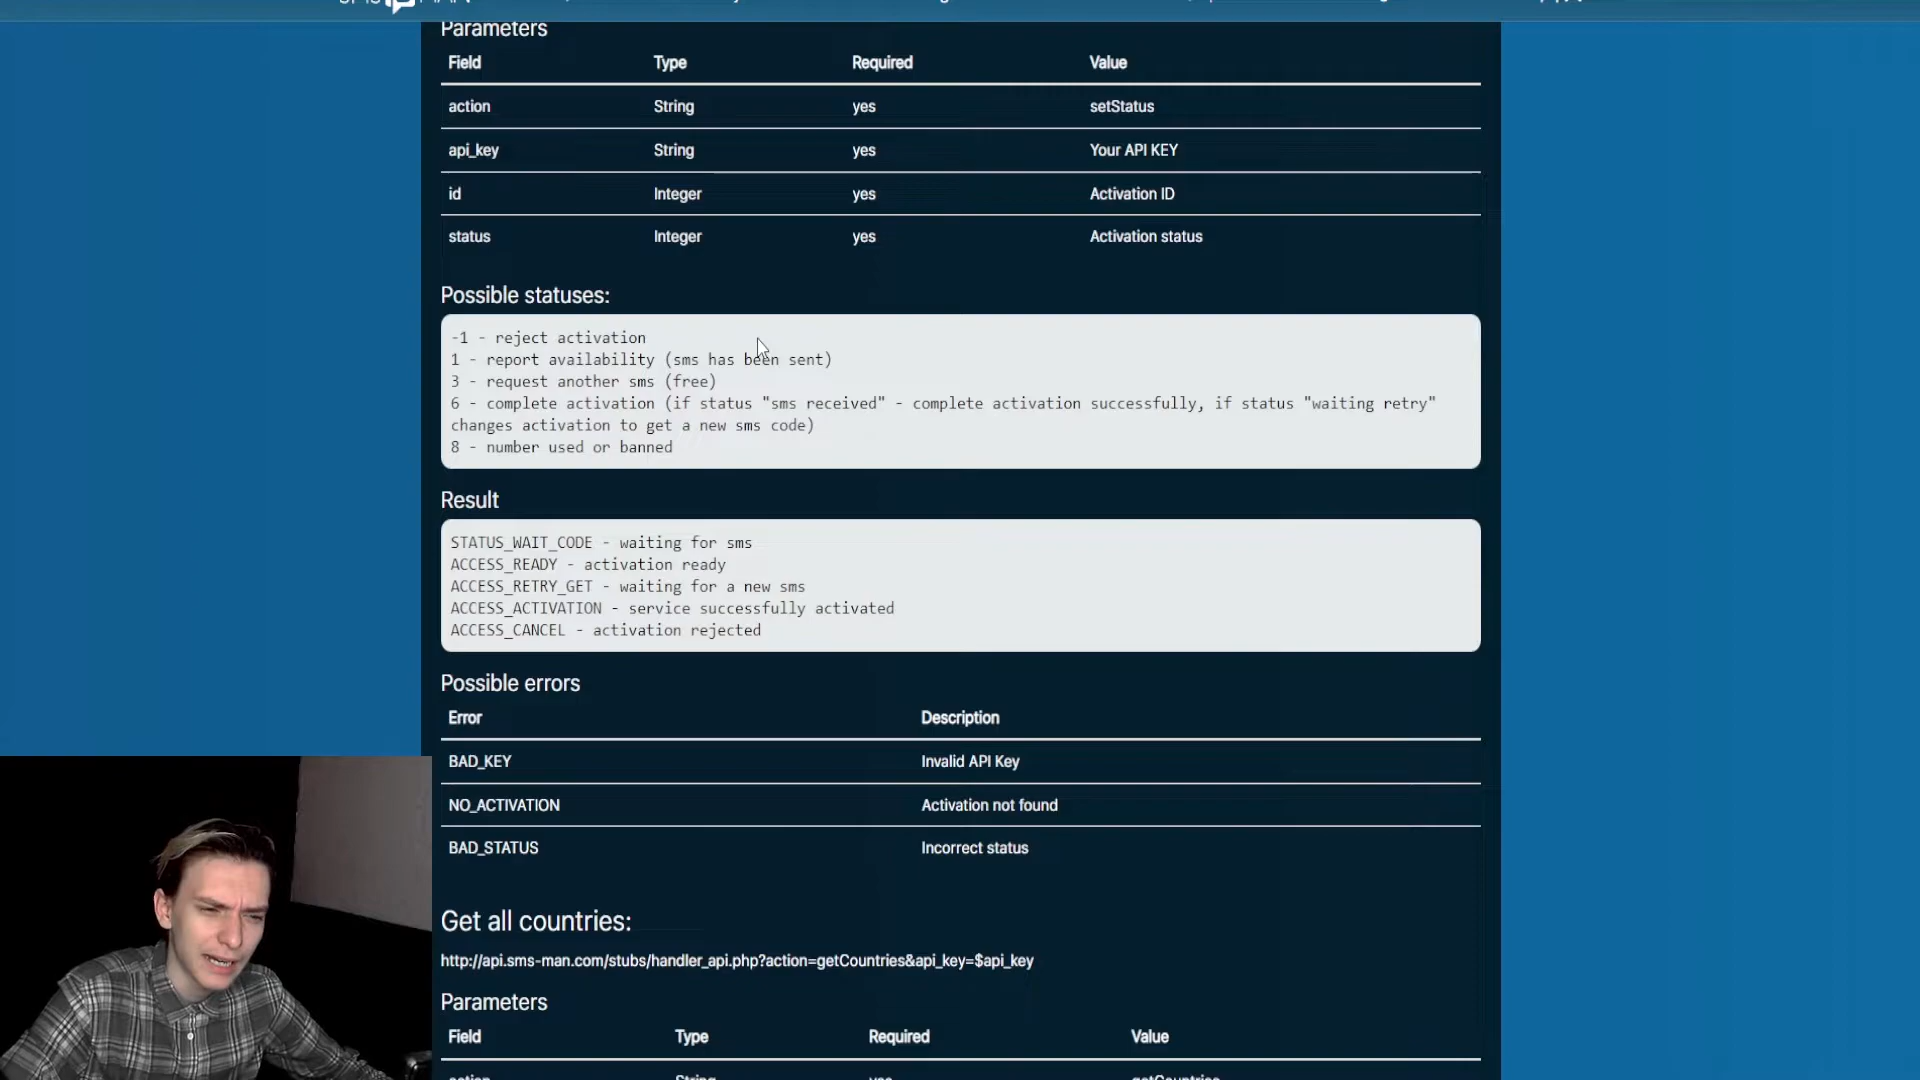 Parameters
Field Type Required Value
action String yes setStatus
api_key String yes Your API KEY
id Integer yes Activation ID
status Integer yes Activation status
Possible statuses:
-1 - reject activation
1 - report availability (sms has been sent)
3 - request another sms (free)
6 - complete activation (if status "sms received" - complete activation successfully, if status "waiting retry"
changes activation to get a new sms code)
8 - number used or banned
Result
STATUS_WAIT_CODE - waiting for sms
ACCESS_READY - activation ready
ACCESS_RETRY_GET - waiting for a new sms
ACCESS_ACTIVATION - service successfully activated
ACCESS_CANCEL - activation rejected
Possible errors
Error Description
BAD_KEY Invalid API Key
NO_ACTIVATION Activation not found
BAD_STATUS Incorrect status
Get all countries:
http://api.sms-man.com/stubs/handler_api.php?action=getCountries&api_key=$api_key
Parameters
Field Type Required Value
action String yes getCountries